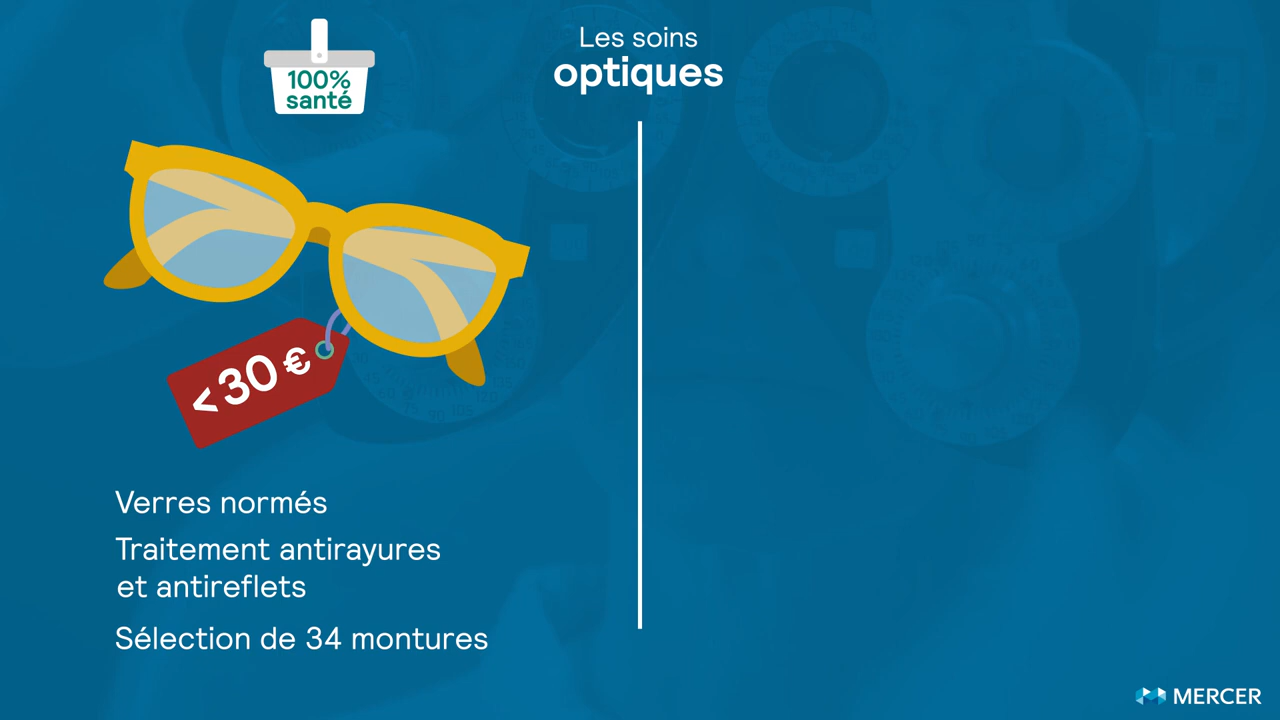 Les soins
optiques
100%
santé
<30 €
Verres normés
Traitement antirayures
et antireflets
Sélection de 34 montures
MERCER